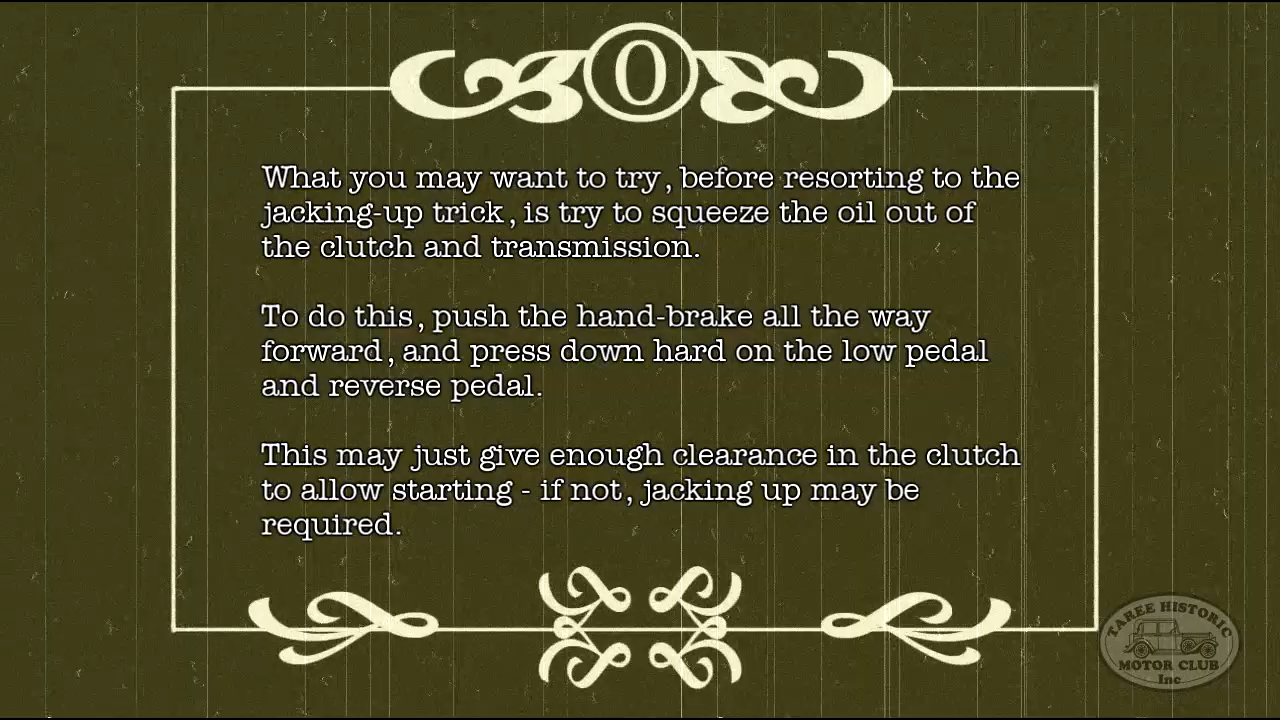 O
What you may want to try, before resorting to the
jacking-up trick, is try to squeeze the oil out of
the clutch and transmission.
To do this, push the hand-brake all the way
forward, and press down hard on the low pedal
and reverse pedal.
This may just give enough clearance in the clutch
to allow starting - if not, jacking up may be
required.
TAREE HISTORIC
MOTOR CLUB
Inc